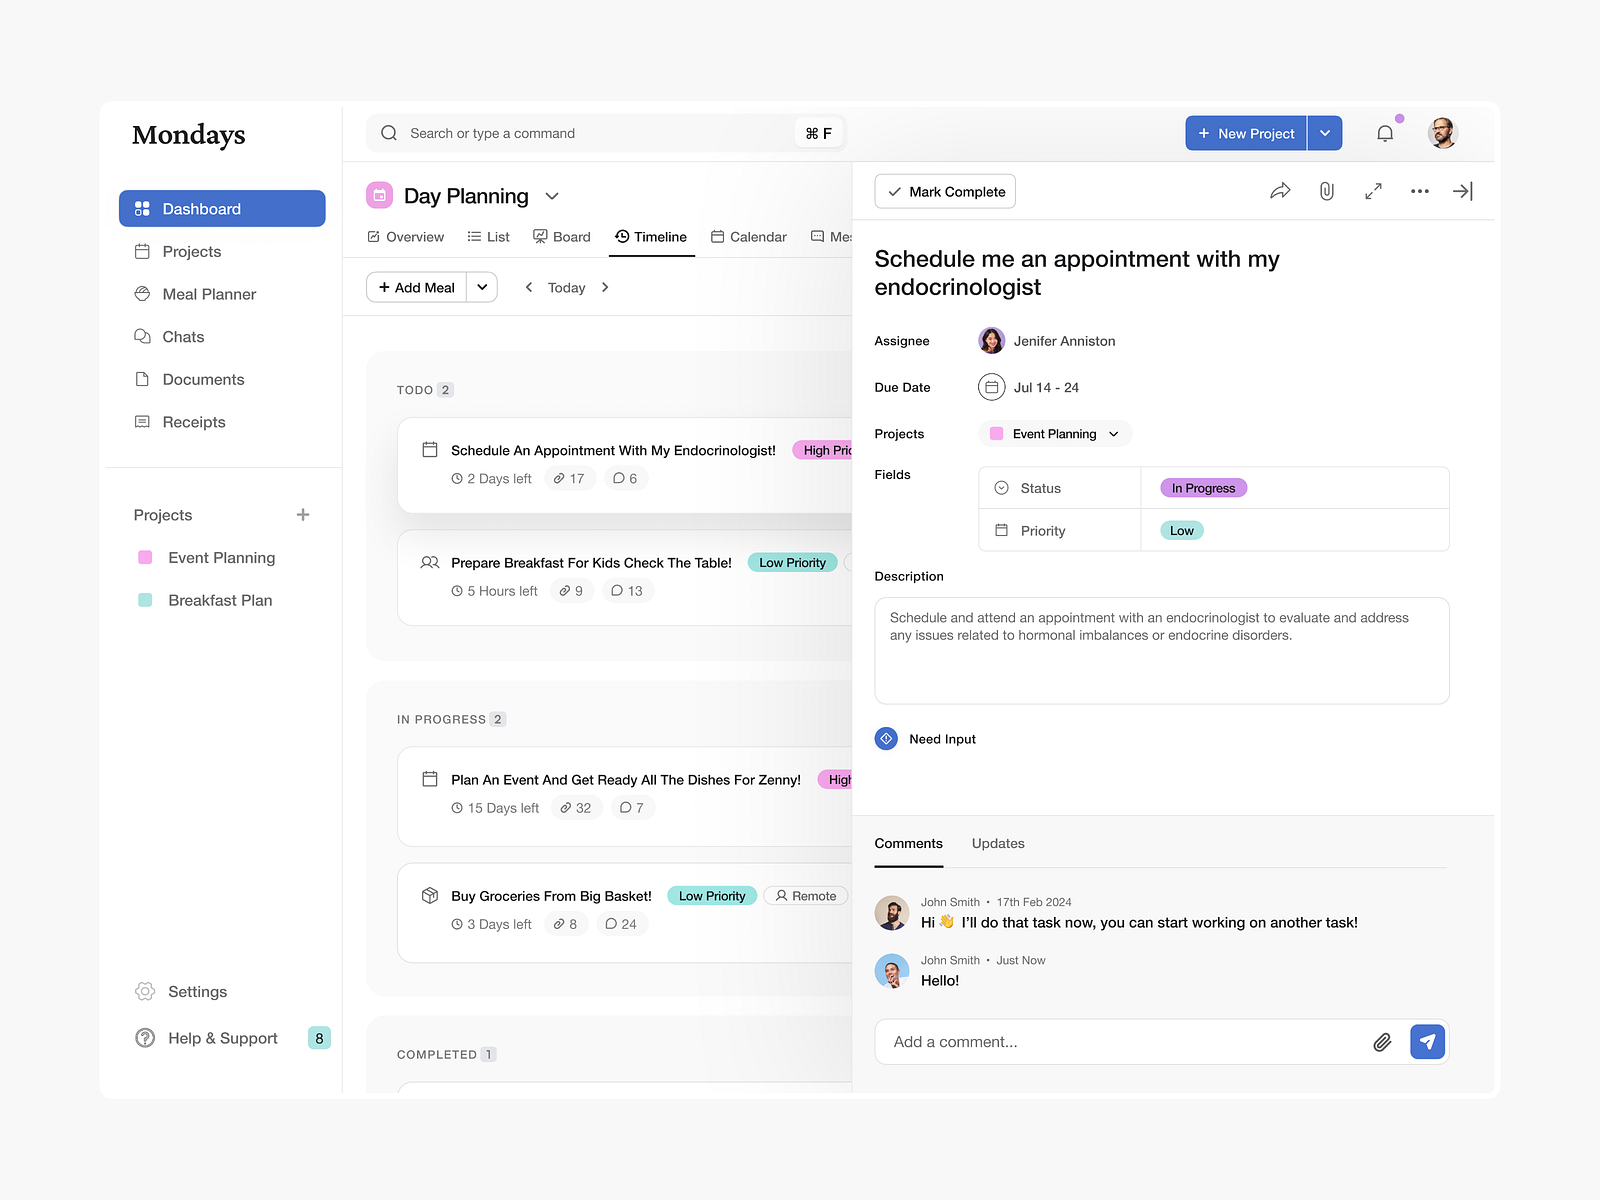 Mondays
Search or type a command
⌘ F
+ New Project
Dashboard
Projects
Meal Planner
Chats
Documents
Receipts
Projects
Event Planning
Breakfast Plan
Settings
Help & Support 8
Day Planning
Overview List Board Timeline Calendar
+ Add Meal
Today
TODO 2
Schedule An Appointment With My Endocrinologist! High
2 Days left 17 6
Prepare Breakfast For Kids Check The Table! Low Priority
5 Hours left 9 13
IN PROGRESS 2
Plan An Event And Get Ready All The Dishes For Zenny! High
15 Days left 32 7
Buy Groceries From Big Basket! Low Priority Remote
3 Days left 8 24
COMPLETED 1
Mark Complete
Schedule me an appointment with my
endocrinologist
Assignee Jenifer Anniston
Due Date Jul 14 - 24
Projects Event Planning
Fields
Status In Progress
Priority Low
Description
Schedule and attend an appointment with an endocrinologist to evaluate and address
any issues related to hormonal imbalances or endocrine disorders.
Need Input
Comments Updates
John Smith • 17th Feb 2024
Hi 👋 I'll do that task now, you can start working on another task!
John Smith • Just Now
Hello!
Add a comment...